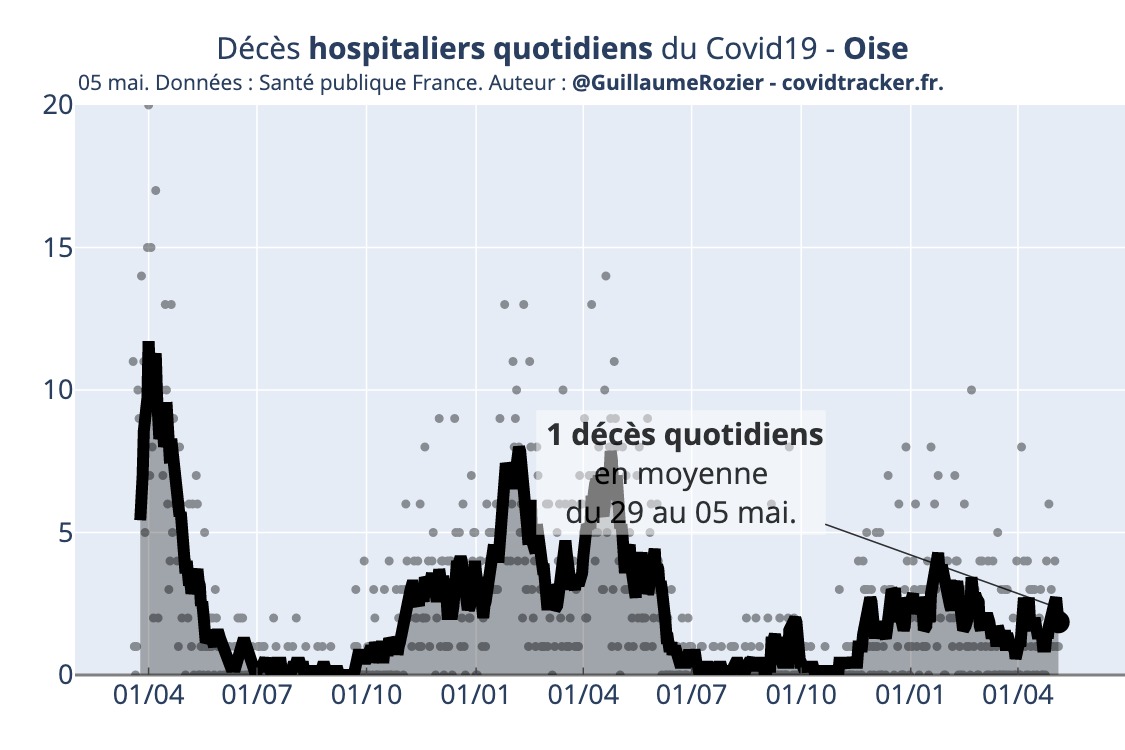 Décès hospitaliers quotidiens du Covid19 - Oise
05 mai. Données : Santé publique France. Auteur : @GuillaumeRozier - covidtracker.fr.
20
15
10
1 décès quotidiens
en moyenne
du 29 au 05 mai.
5
0
01/04 01/07 01/10 01/01 01/04 01/07 01/10 01/01 01/04